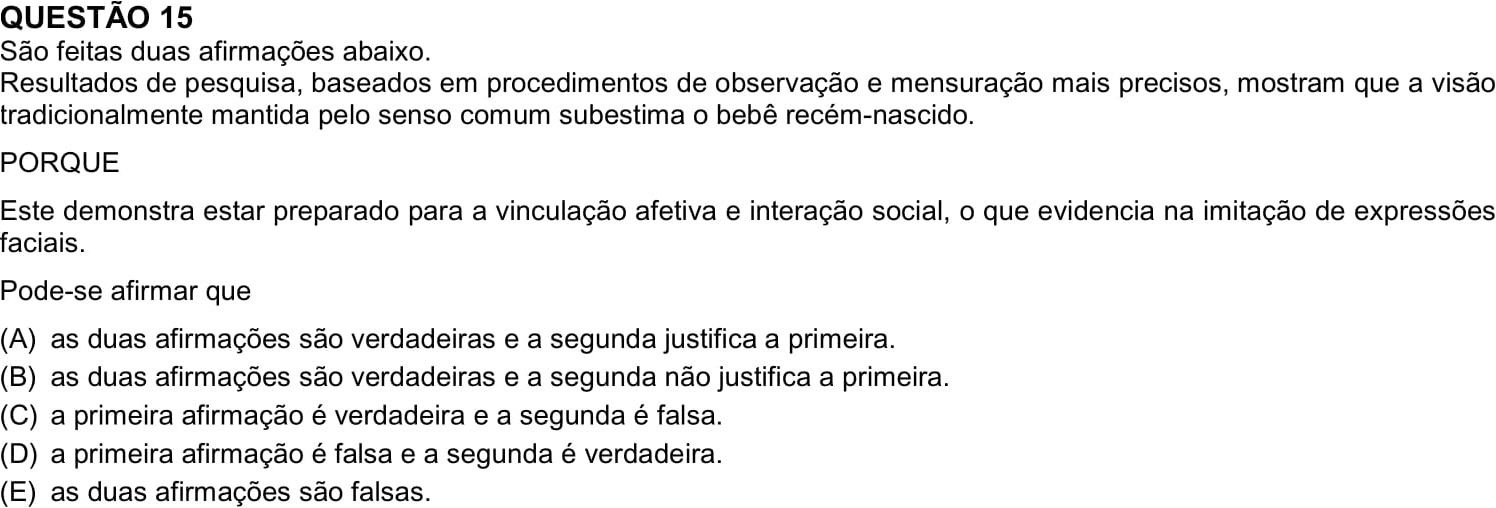 QUESTÃO 15
São feitas duas afirmações abaixo.
Resultados de pesquisa, baseados em procedimentos de observação e mensuração mais precisos, mostram que a visão
tradicionalmente mantida pelo senso comum subestima o bebê recém-nascido.
PORQUE
Este demonstra estar preparado para a vinculação afetiva e interação social, o que evidencia na imitação de expressões
faciais.
Pode-se afirmar que
(A) as duas afirmações são verdadeiras e a segunda justifica a primeira.
(B) as duas afirmações são verdadeiras e a segunda não justifica a primeira.
(C) a primeira afirmação é verdadeira e a segunda é falsa.
(D) a primeira afirmação é falsa e a segunda é verdadeira.
(E) as duas afirmações são falsas.